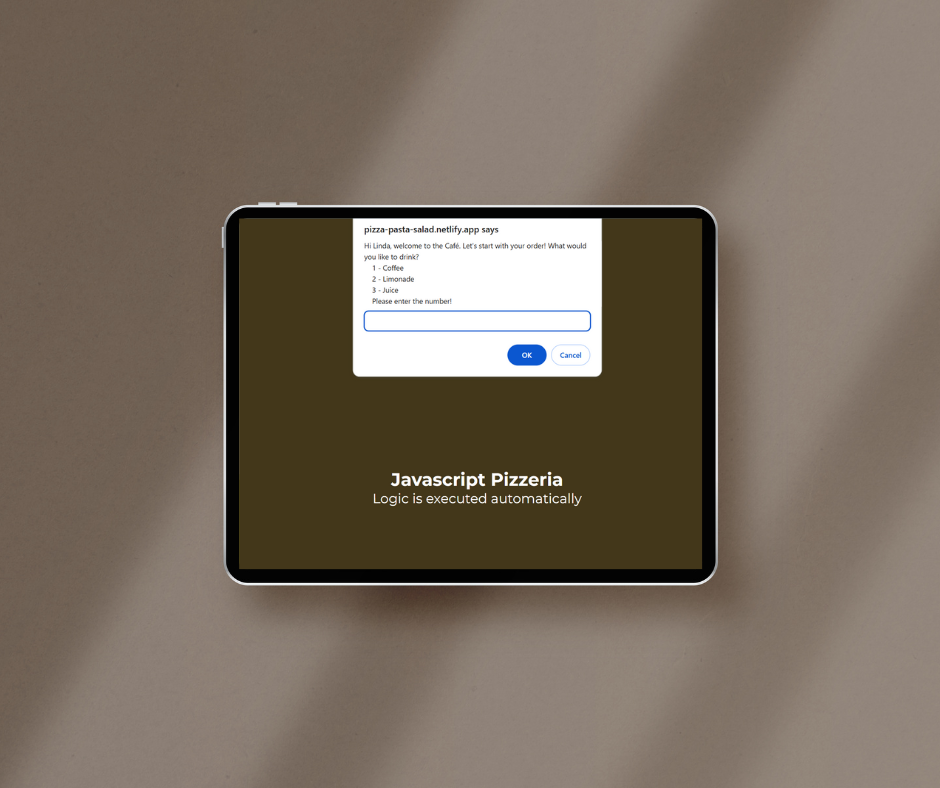 pizza-pasta-salad.netlify.app says
Hi Linda, welcome to the Café. Let's start with your order! What would
you like to drink?
1 - Coffee
2 - Limonade
3 - Juice
Please enter the number!
OK
Cancel
Javascript Pizzeria
Logic is executed automatically